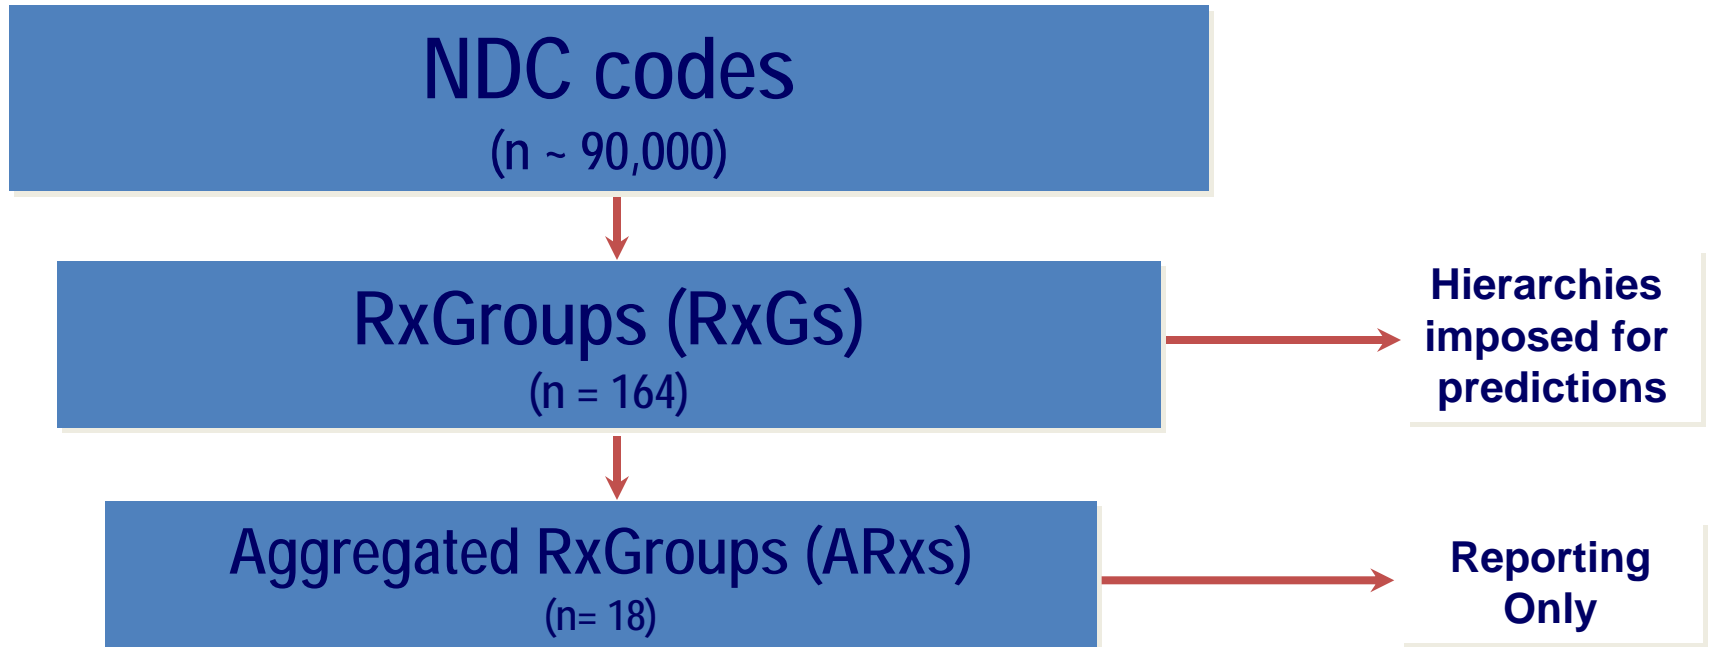 NDC codes
(n ~ 90,000)
RxGroups (RxGs)
(n = 164)
Hierarchies
imposed for
predictions
Aggregated RxGroups (ARxs)
(n= 18)
Reporting
Only